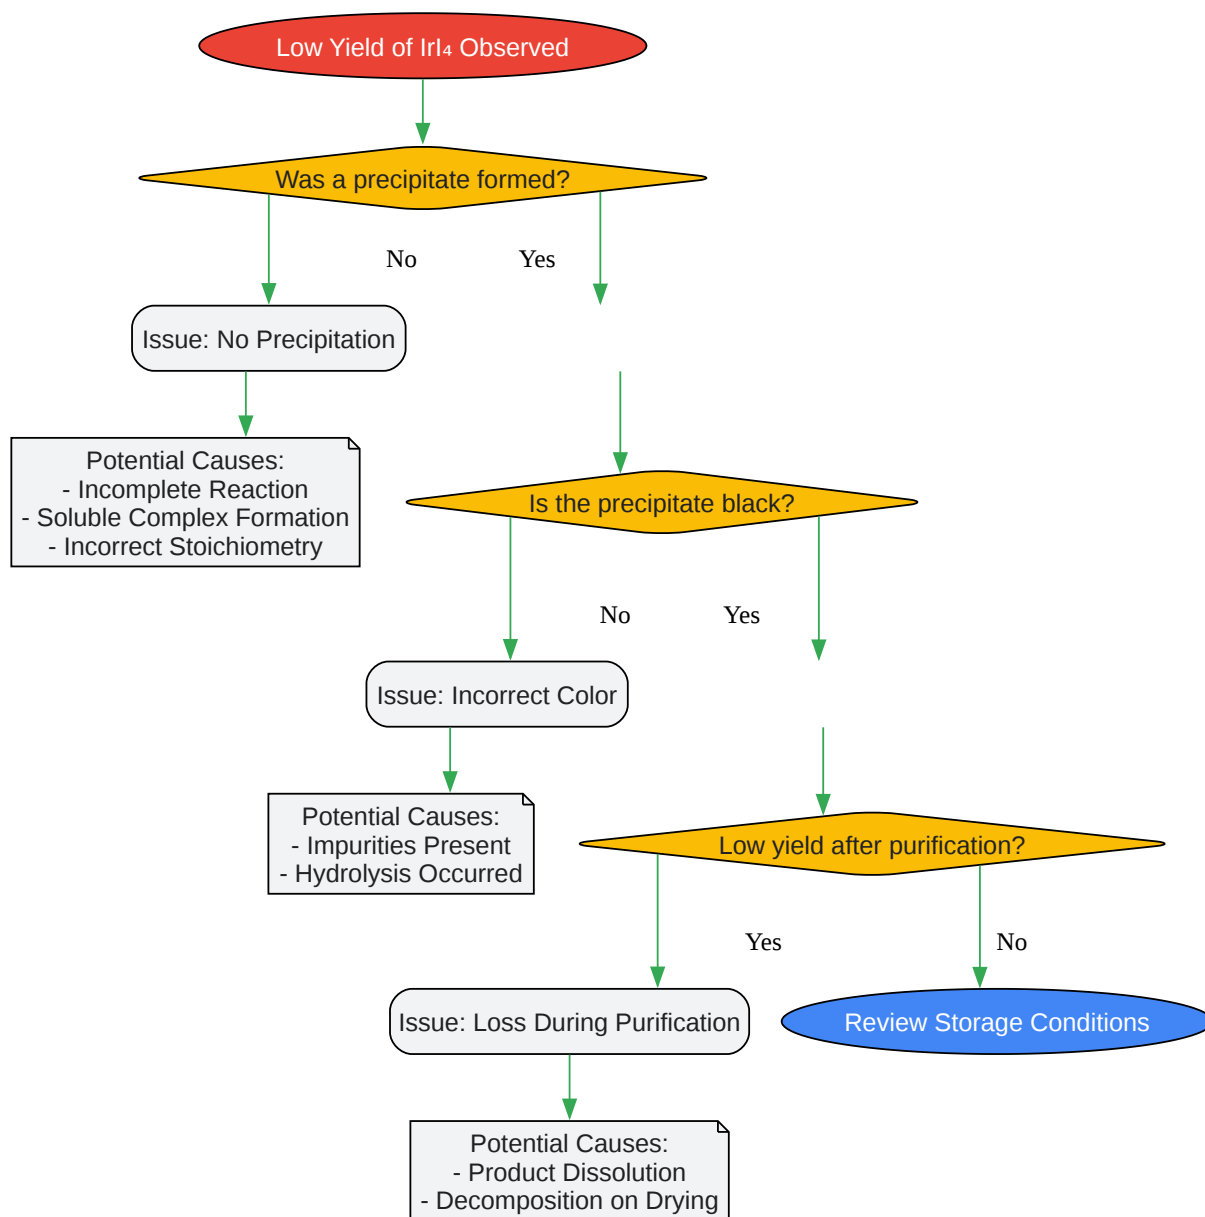 Low Yield of IrI₄ Observed
Was a precipitate formed?
No
Yes
Issue: No Precipitation
Potential Causes:
- Incomplete Reaction
- Soluble Complex Formation
- Incorrect Stoichiometry
Is the precipitate black?
No
Yes
Issue: Incorrect Color
Potential Causes:
- Impurities Present
- Hydrolysis Occurred
Low yield after purification?
Yes
No
Issue: Loss During Purification
Review Storage Conditions
Potential Causes:
- Product Dissolution
- Decomposition on Drying